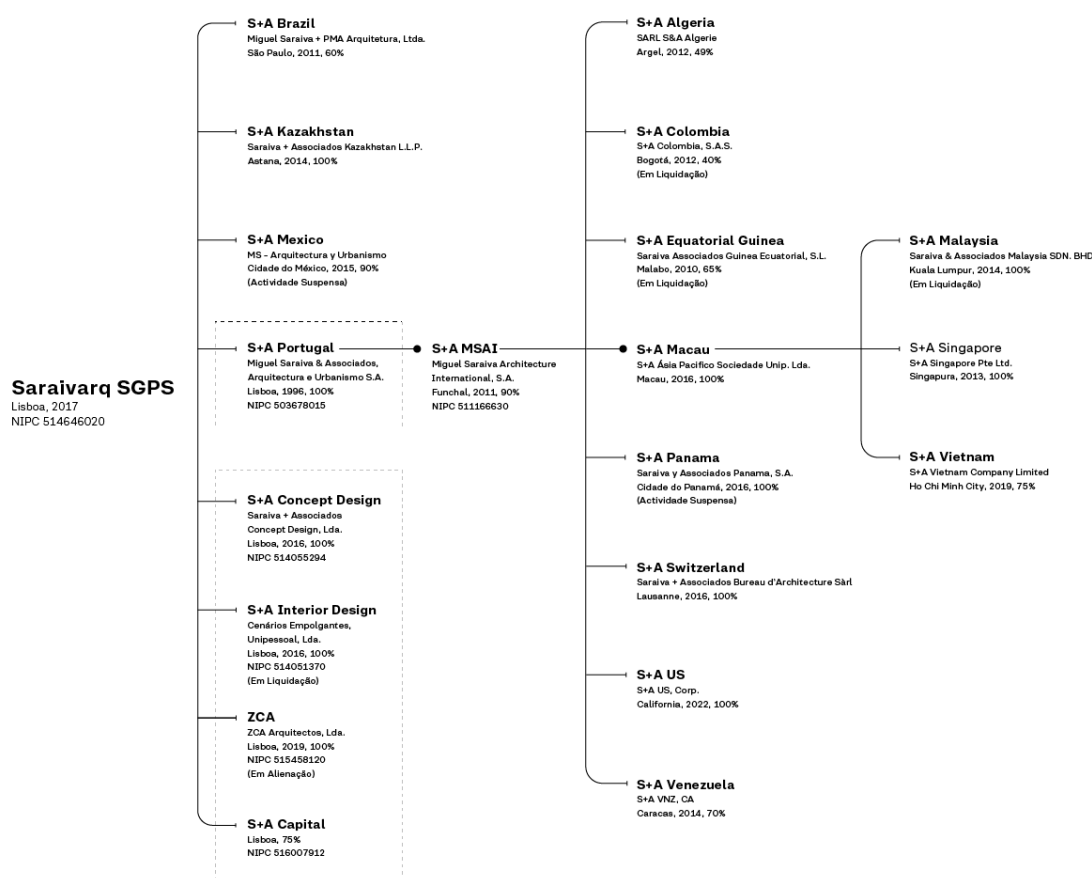 Saraivarq SGPS
Lisboa, 2017
NIPC 514646020
S+A Brazil
Miguel Saraiva + PMA Arquitetura, Ltda.
São Paulo, 2011, 60%
S+A Kazakhstan
Saraiva + Associados Kazakhstan L.L.P.
Astana, 2014, 100%
S+A Mexico
MS - Arquitectura y Urbanismo
Cidade do México, 2015, 90%
(Actividade Suspensa)
S+A Portugal
Miguel Saraiva & Associados,
Arquitectura e Urbanismo S.A.
Lisboa, 1996, 100%
NIPC 503678015
S+A Concept Design
Saraiva + Associados
Concept Design, Lda.
Lisboa, 2016, 100%
NIPC 514055294
S+A Interior Design
Cenários Empolgantes,
Unipessoal, Lda.
Lisboa, 2016, 100%
NIPC 514051370
(Em Liquidação)
ZCA
ZCA Arquitectos, Lda.
Lisboa, 2019, 100%
NIPC 515458120
(Em Alienação)
S+A Capital
Lisboa, 75%
NIPC 516007912
S+A MSAI
Miguel Saraiva Architecture
International, S.A.
Funchal, 2011, 90%
NIPC 511166630
S+A Algeria
SARL S&A Algerie
Argel, 2012, 49%
S+A Colombia
S+A Colombia, S.A.S.
Bogotá, 2012, 40%
(Em Liquidação)
S+A Equatorial Guinea
Saraiva Associados Guinea Ecuatorial, S.L.
Malabo, 2010, 65%
(Em Liquidação)
S+A Macau
S+A Ásia Pacifico Sociedade Unip. Lda.
Macau, 2016, 100%
S+A Panama
Saraiva y Associados Panama, S.A.
Cidade do Panamá, 2016, 100%
(Actividade Suspensa)
S+A Switzerland
Saraiva + Associados Bureau d'Architecture Sàrl
Lausanne, 2016, 100%
S+A US
S+A US, Corp.
California, 2022, 100%
S+A Venezuela
S+A VNZ, CA
Caracas, 2014, 70%
S+A Malaysia
Saraiva & Associados Malaysia SDN. BHD
Kuala Lumpur, 2014, 100%
(Em Liquidação)
S+A Singapore
S+A Singapore Pte Ltd.
Singapura, 2013, 100%
S+A Vietnam
S+A Vietnam Company Limited
Ho Chi Minh City, 2019, 75%